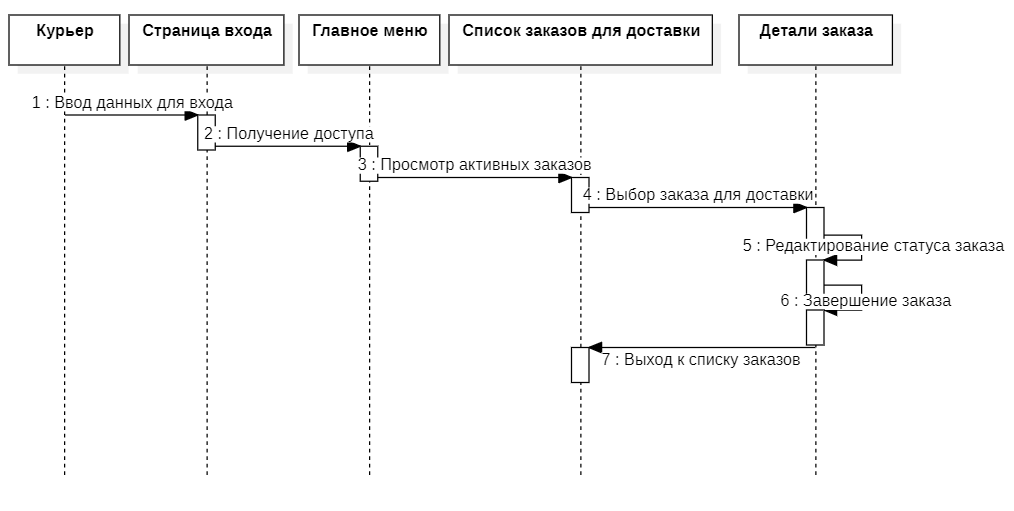 Курьер
Страница входа
Главное меню
Список заказов для доставки
Детали заказа
1 : Ввод данных для входа
2 : Получение доступа
3 : Просмотр активных заказов
4 : Выбор заказа для доставки
5 : Редактирование статуса заказа
6 : Завершение заказа
7 : Выход к списку заказов